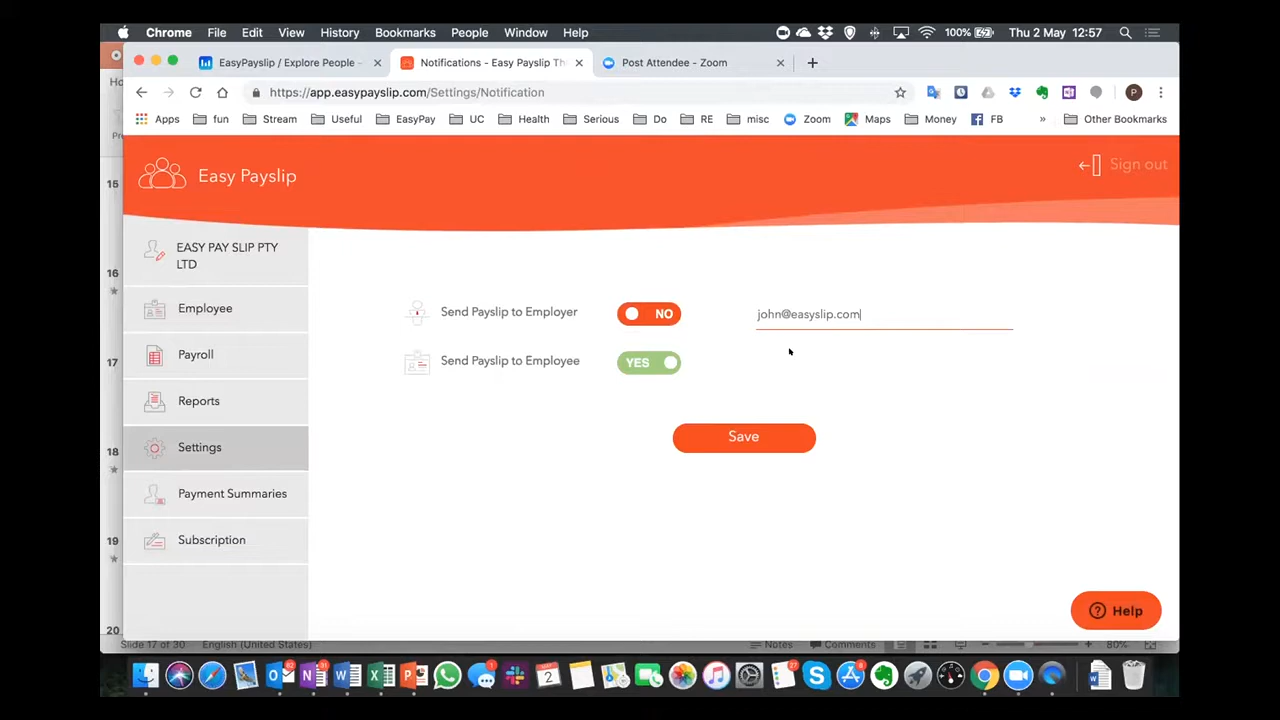 Chrome File Edit View History Bookmarks People Window Help 100% Thu 2 May 12:57
EasyPayslip / Explore People - Notifications - Easy Payslip Th Post Attendee - Zoom
https://app.easypayslip.com/Settings/Notification
Apps fun Stream Useful EasyPay UC Health Serious Do RE misc Zoom Maps Money FB » Other Bookmarks
Easy Payslip
Sign out
15
16
17
18
19
20
EASY PAY SLIP PTY
LTD
Employee
Payroll
Reports
Settings
Payment Summaries
Subscription
Send Payslip to Employer NO john@easyslip.com
Send Payslip to Employee YES
Save
Help
Slide 17 of 30 English (United States) Notes Comments 80%